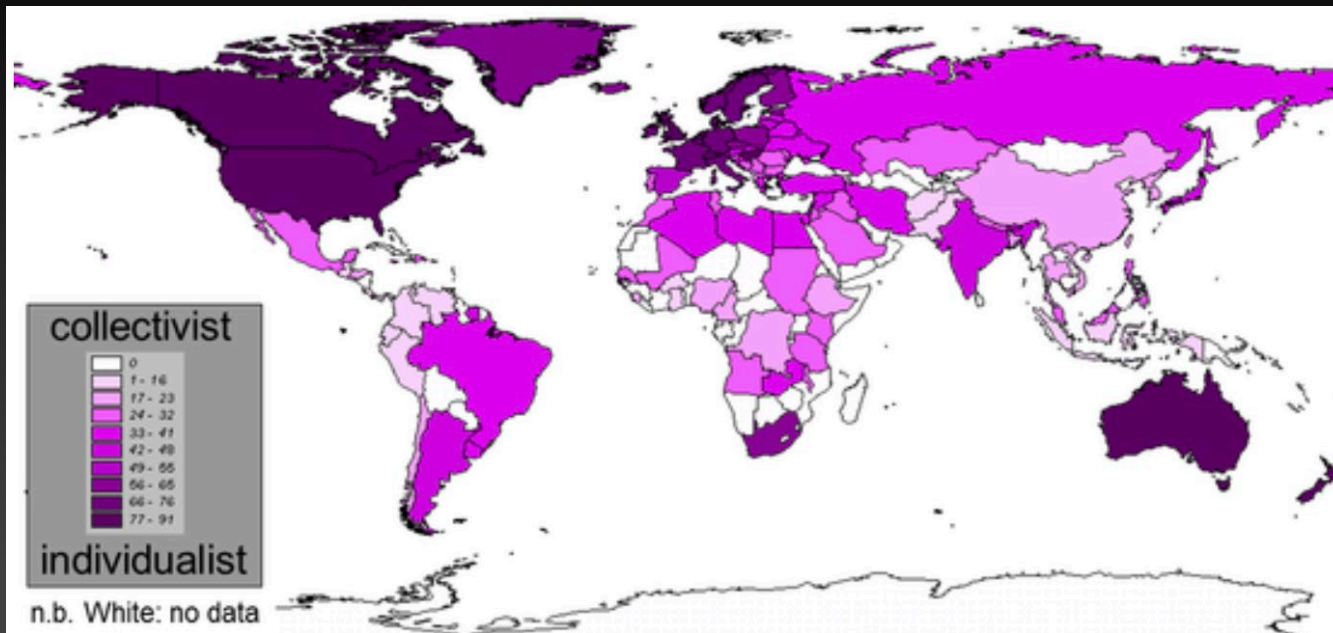 collectivist
0
1 - 16
17 - 23
24 - 32
33 - 41
42 - 48
49 - 55
56 - 65
66 - 76
77 - 91
individualist
n.b. White: no data